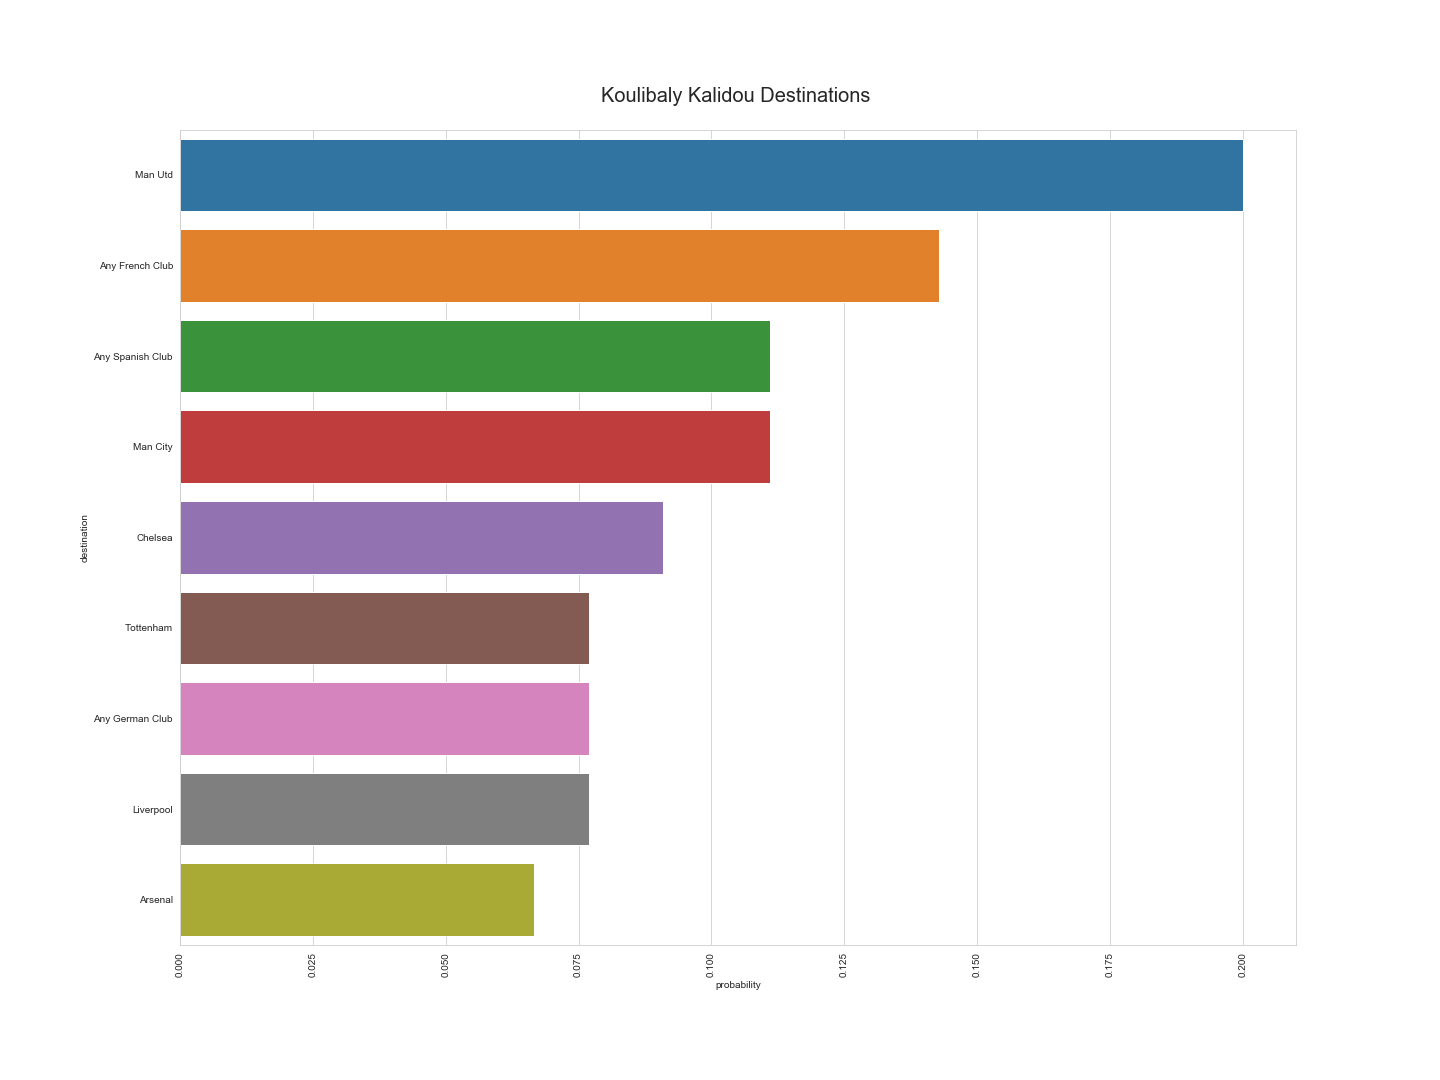 Koulibaly Kalidou Destinations
Man Utd
Any French Club
Any Spanish Club
Man City
Chelsea
Tottenham
Any German Club
Liverpool
Arsenal
destination
0.000 0.025 0.050 0.075 0.100 0.125 0.150 0.175 0.200
probability